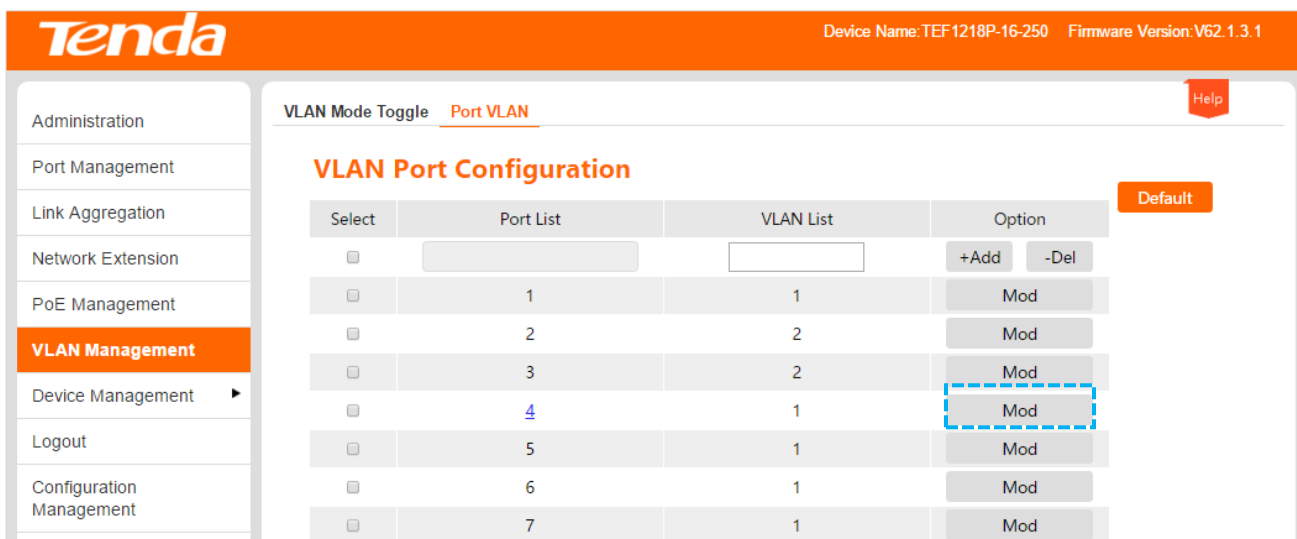 Tenda
Device Name:TEF1218P-16-250 Firmware Version:V62.1.3.1
Administration
Port Management
Link Aggregation
Network Extension
PoE Management
VLAN Management
Device Management
Logout
Configuration
Management
VLAN Mode Toggle Port VLAN
Help
VLAN Port Configuration
Default
Select Port List VLAN List Option
+Add -Del
1 1 Mod
2 2 Mod
3 2 Mod
4 1 Mod
5 1 Mod
6 1 Mod
7 1 Mod